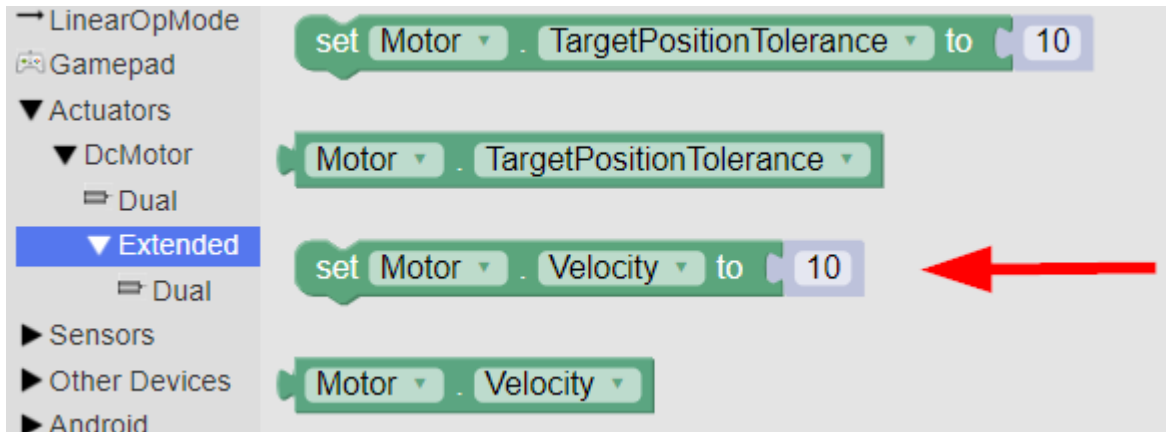 LinearOpMode
Gamepad
Actuators
DcMotor
Dual
Extended
Dual
Sensors
Other Devices
Android
set Motor . TargetPositionTolerance to 10
Motor . TargetPositionTolerance
set Motor . Velocity to 10
Motor . Velocity